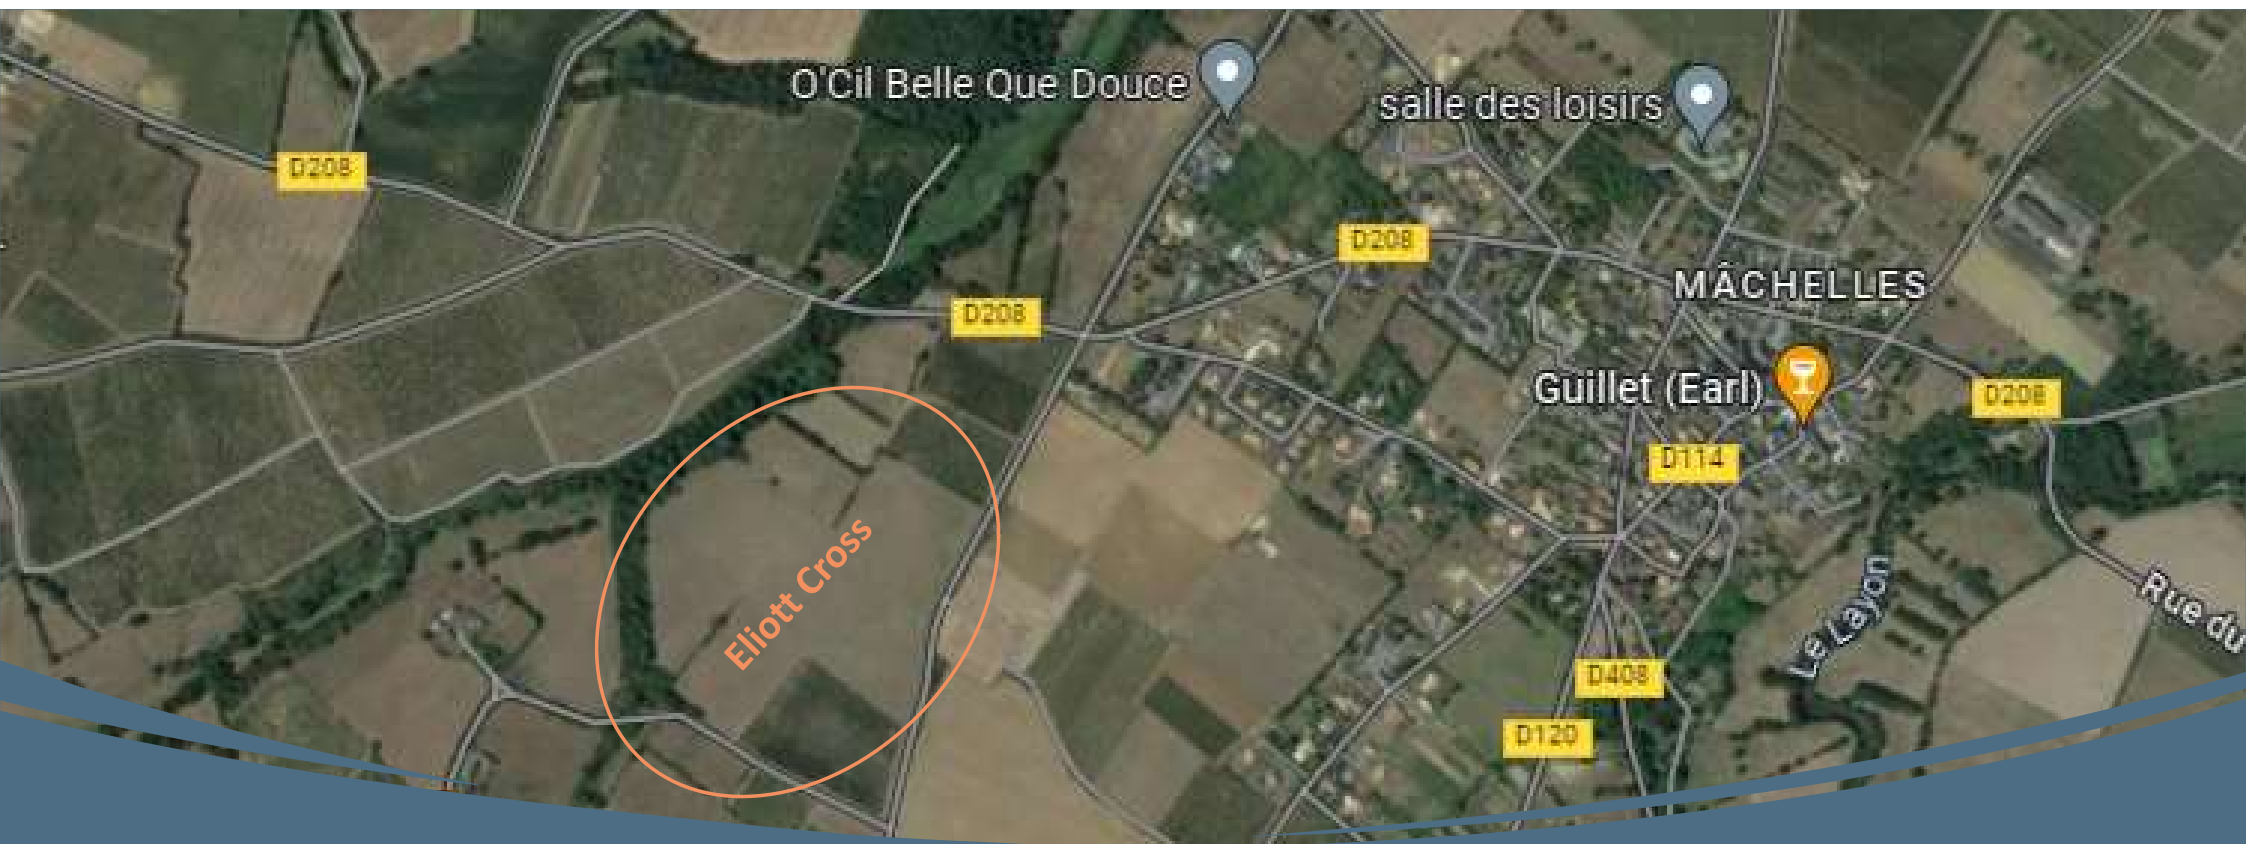 O'Cil Belle Que Douce
salle des loisirs
D208
D208
MÂCHELLES
D208
Guillet (Earl)
D208
D114
Eliott Cross
Le Layon
Rue du
D408
D120